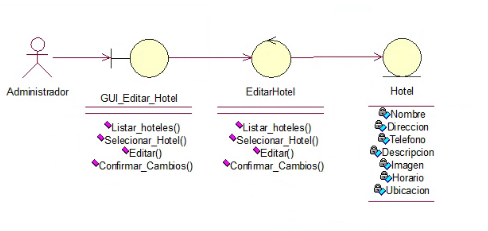 Administrador
GUI_Editar_Hotel
Listar_hoteles()
Selecionar_Hotel()
Editar()
Confirmar_Cambios()
EditarHotel
Listar_hoteles()
Selecionar_Hotel()
Editar()
Confirmar_Cambios()
Hotel
Nombre
Direccion
Telefono
Descripcion
Imagen
Horario
Ubicacion